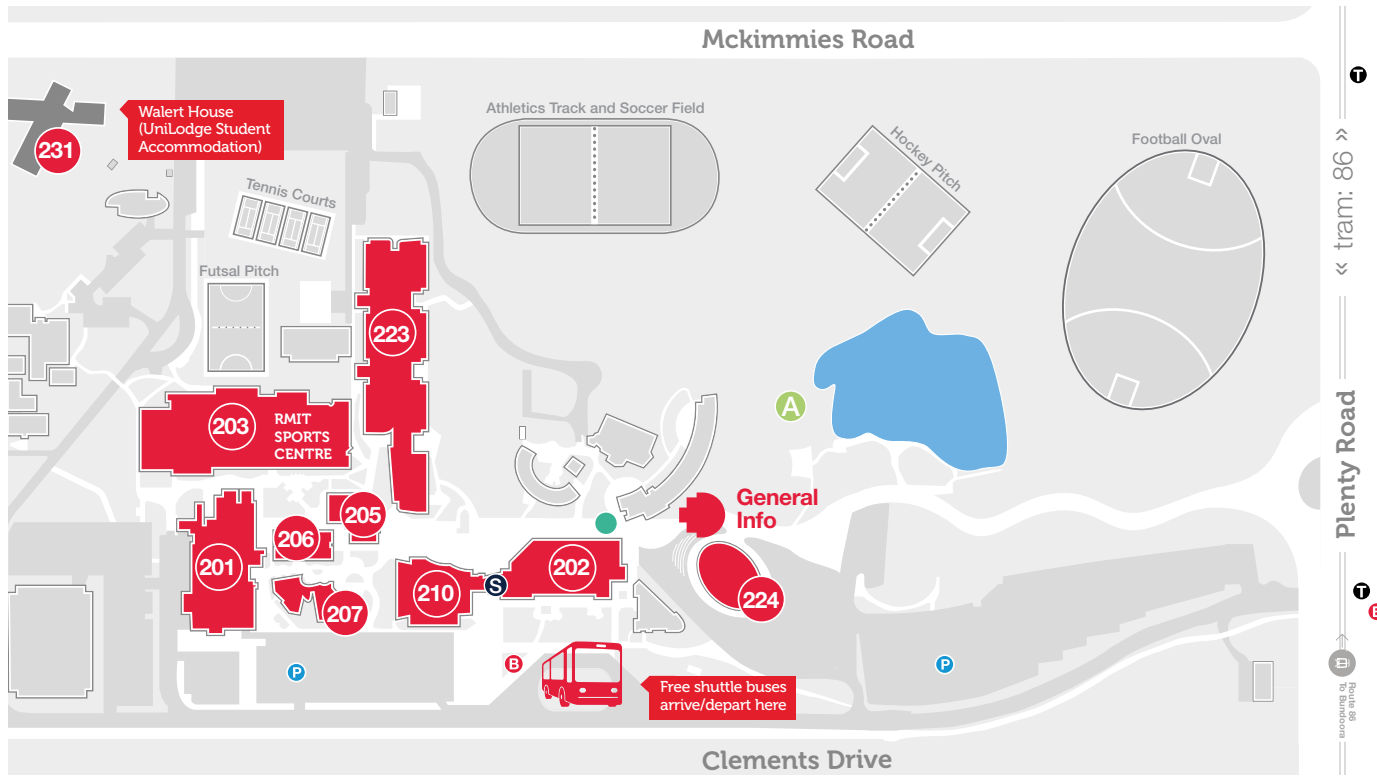 Mckimmies Road
T
Walert House
(UniLodge Student
Accommodation)
231
Athletics Track and Soccer Field
Hockey Pitch
Football Oval
Tennis Courts
« tram: 86 »
Futsal Pitch
223
A
203
RMIT
SPORTS
CENTRE
Plenty Road
General
Info
205
206
201
202
210
S
224
207
T
B
B
P
P
Free shuttle buses
arrive/depart here
Route 86
To Bundoora
Clements Drive